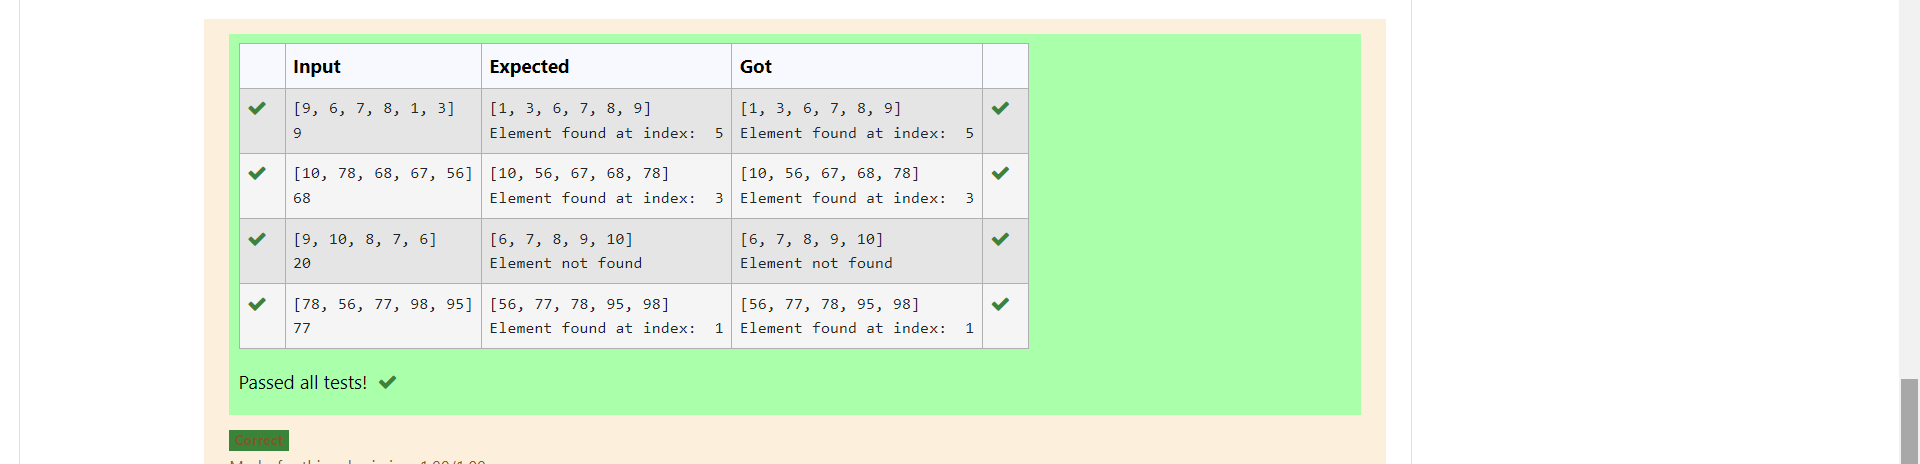 Input Expected Got
[9, 6, 7, 8, 1, 3] [1, 3, 6, 7, 8, 9] [1, 3, 6, 7, 8, 9]
9 Element found at index:  5 Element found at index:  5
[10, 78, 68, 67, 56] [10, 56, 67, 68, 78] [10, 56, 67, 68, 78]
68 Element found at index:  3 Element found at index:  3
[9, 10, 8, 7, 6] [6, 7, 8, 9, 10] [6, 7, 8, 9, 10]
20 Element not found Element not found
[78, 56, 77, 98, 95] [56, 77, 78, 95, 98] [56, 77, 78, 95, 98]
77 Element found at index:  1 Element found at index:  1
Passed all tests!
Correct